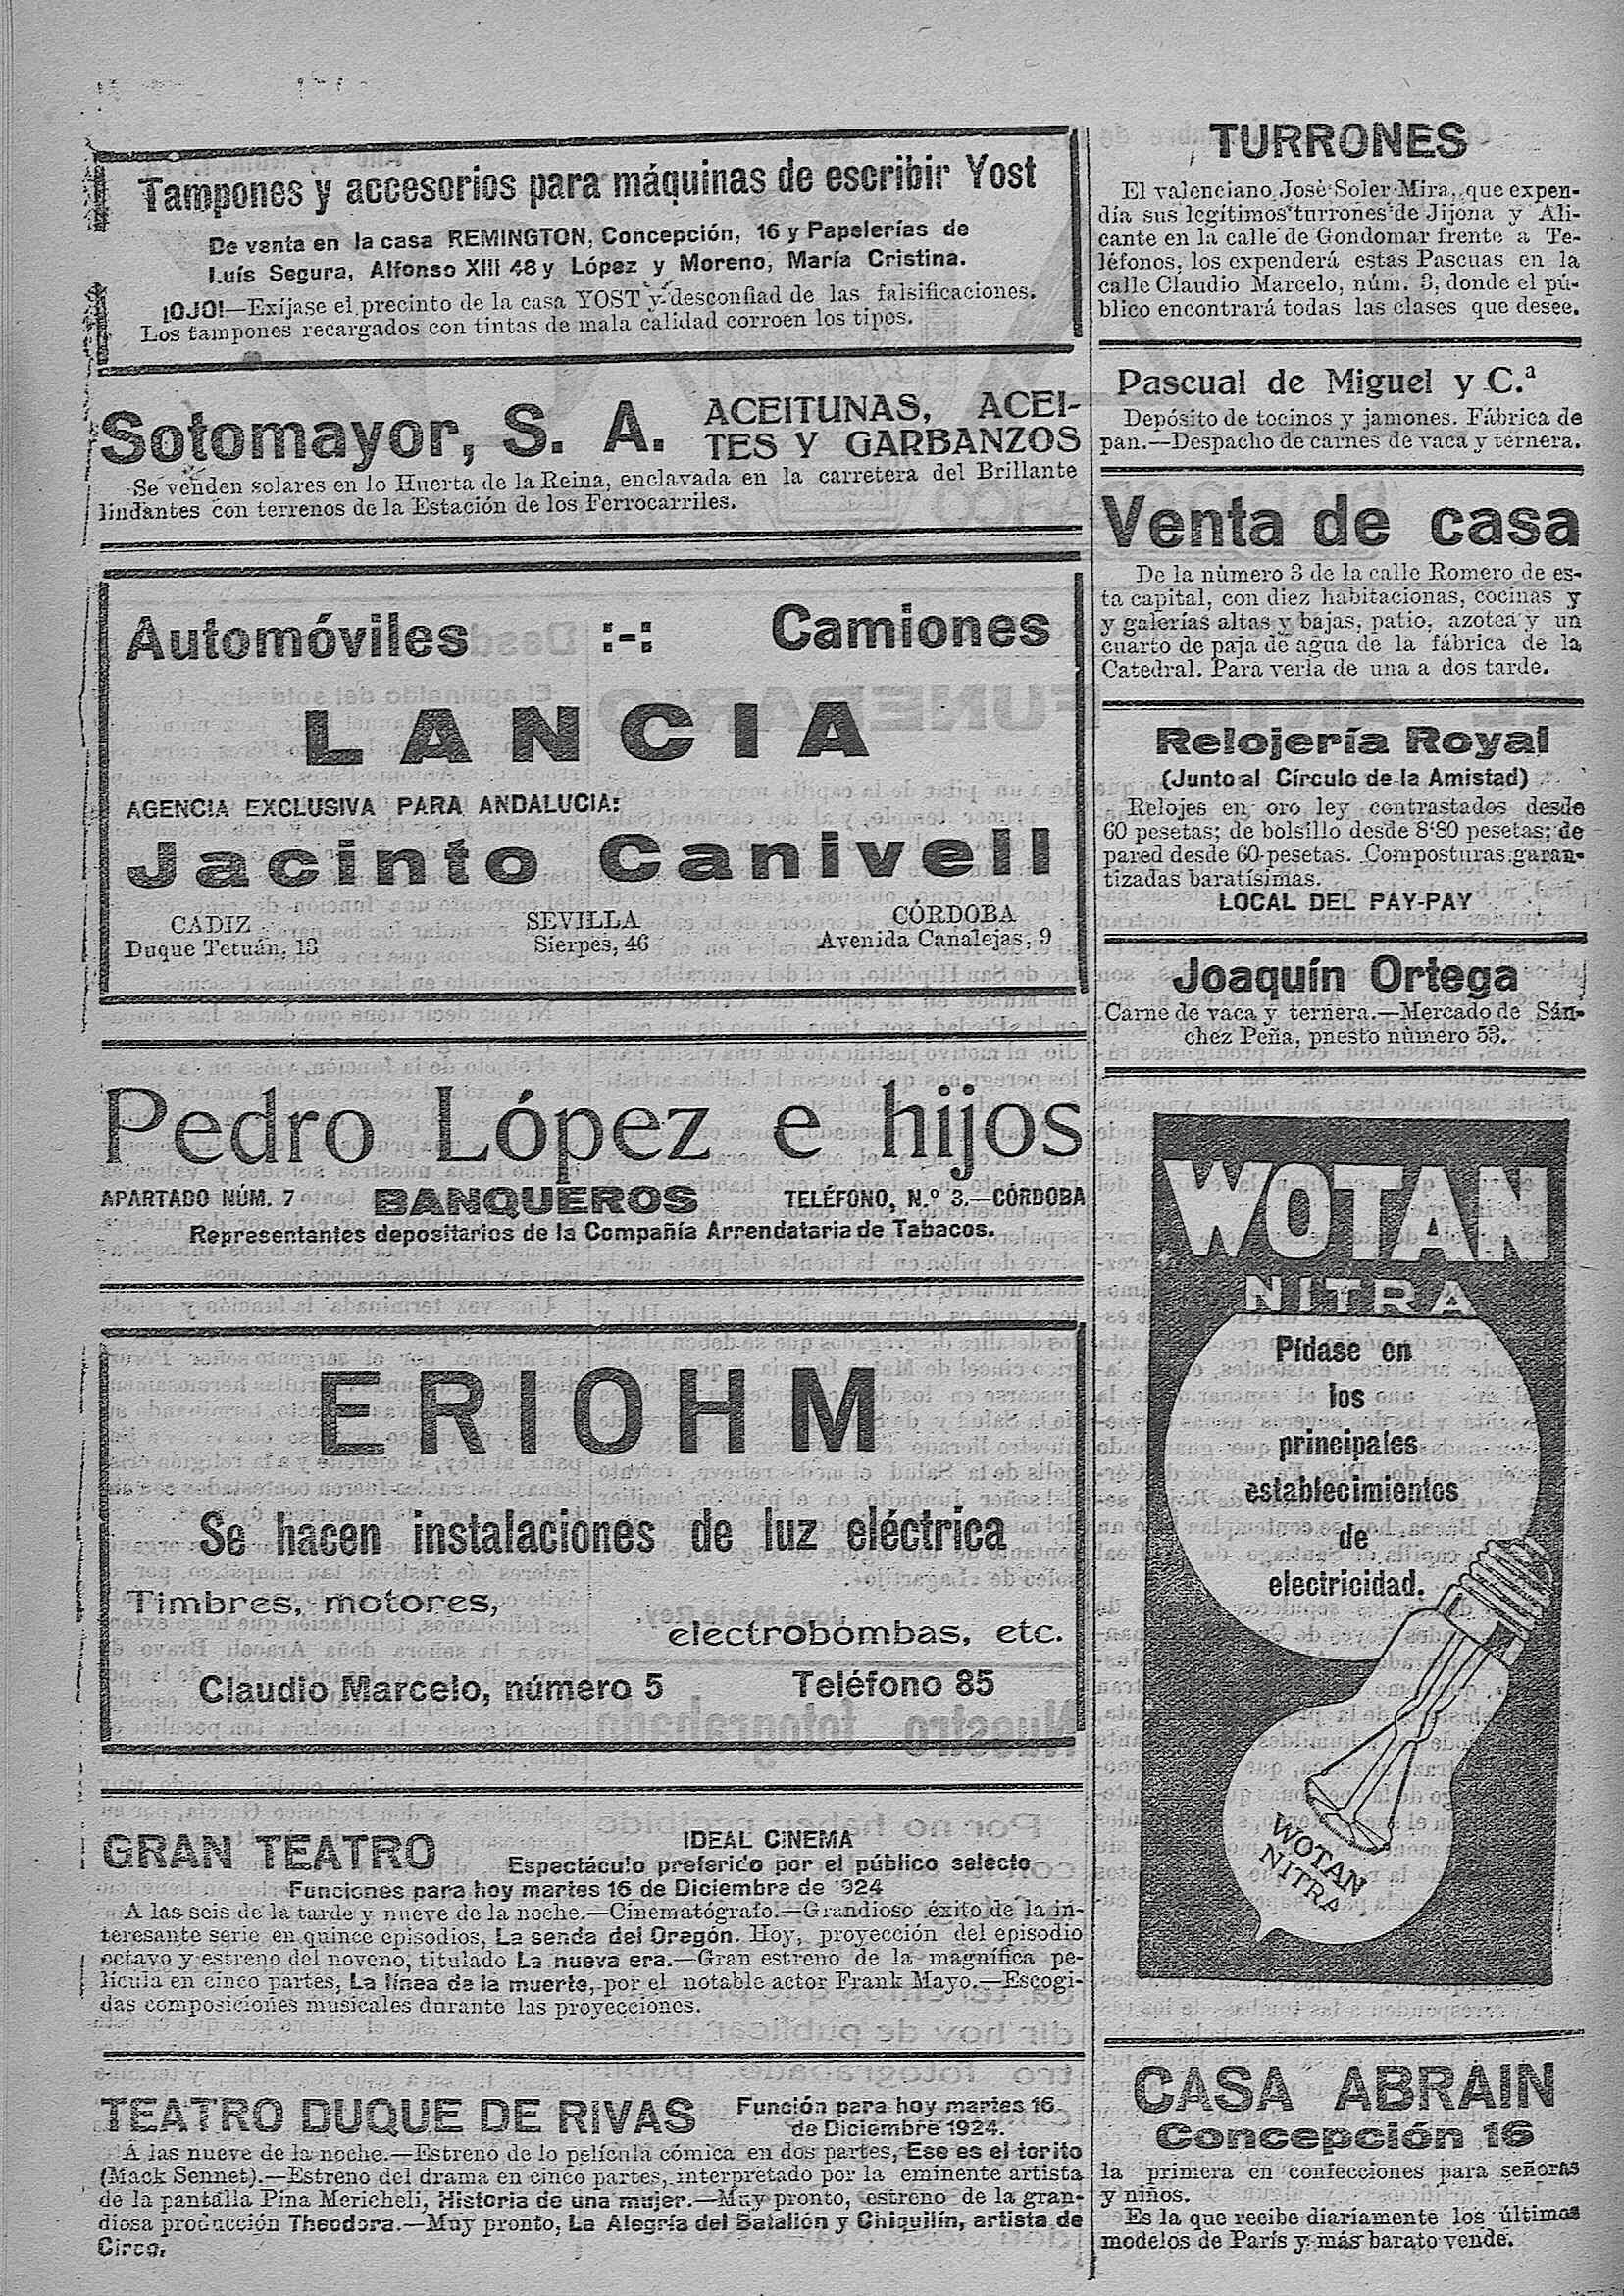 Tampones y accesorios para máquinas de escribir Yost
De venta en la casa REMINGTON, Concepción, 16 y Papelerías de
Luís Segura, Alfonso XIII 48 y López y Moreno, María Cristina.
¡OJO!—Exíjase el precinto de la casa YOST y desconfiad de las falsificaciones.
Los tampones recargados con tintas de mala calidad corroen los tipos.
Sotomayor, S. A. ACEITUNAS, ACEI-
TES Y GARBANZOS
Se venden solares en lo Huerta de la Reina, enclavada en la carretera del Brillante
lindantes con terrenos de la Estación de los Ferrocarriles.
Automóviles :-: Camiones
LANCIA
AGENCIA EXCLUSIVA PARA ANDALUCIA:
Jacinto Canivell
CADIZ SEVILLA CÓRDOBA
Duque Tetuán, 13 Sierpes, 46 Avenida Canalejas, 9
Pedro López e hijos
APARTADO NÚM. 7 BANQUEROS TELÉFONO, N.º 3.—CÓRDOBA
Representantes depositarios de la Compañía Arrendataria de Tabacos.
ERIOHM
Se hacen instalaciones de luz eléctrica
Timbres, motores,
electrobombas, etc.
Claudio Marcelo, número 5 Teléfono 85
GRAN TEATRO IDEAL CINEMA
Espectáculo preferido por el público selecto
Funciones para hoy martes 16 de Diciembre de 924
A las seis de la tarde y nueve de la noche.—Cinematógrafo.—Grandioso éxito de la in-
teresante serie en quince episodios, La senda del Oregón. Hoy, proyección del episodio
octavo y estreno del noveno, titulado La nueva era.—Gran estreno de la magnífica pe-
lícula en cinco partes, La línea de la muerte, por el notable actor Frank Mayo.—Escogi-
das composiciones musicales durante las proyecciones.
TEATRO DUQUE DE RIVAS Función para hoy martes 16
de Diciembre 1924.
A las nueve de la noche.—Estreno de lo película cómica en dos partes, Ese es el torito
(Mack Sennet).—Estreno del drama en cinco partes, interpretado por la eminente artista
de la pantalla Pina Mericheli, Historia de una mujer.—Muy pronto, estreno de la gran-
diosa producción Theodora.—Muy pronto, La Alegría del Batallón y Chiquilín, artista de
Circo.
TURRONES
El valenciano José Soler Mira, que expen-
día sus legítimos turrones de Jijona y Ali-
cante en la calle de Gondomar frente a Te-
léfonos, los expenderá estas Pascuas en la
calle Claudio Marcelo, núm. 3, donde el pú-
blico encontrará todas las clases que desee.
Pascual de Miguel y C.ª
Depósito de tocinos y jamones. Fábrica de
pan.—Despacho de carnes de vaca y ternera.
Venta de casa
De la número 3 de la calle Romero de es-
ta capital, con diez habitacionas, cocinas y
y galerías altas y bajas, patio, azotea y un
cuarto de paja de agua de la fábrica de la
Catedral. Para verla de una a dos tarde.
Relojería Royal
(Junto al Círculo de la Amistad)
Relojes en oro ley contrastados desde
60 pesetas; de bolsillo desde 8'80 pesetas; de
pared desde 60 pesetas. Composturas garan-
tizadas baratísimas.
LOCAL DEL PAY-PAY
Joaquín Ortega
Carne de vaca y ternera.—Mercado de Sán-
chez Peña, pnesto número 53.
WOTAN
NITRA
Pídase en
los
principales
establecimientos
de
electricidad.
WOTAN
NITRA
CASA ABRAIN
Concepción 16
la primera en confecciones para señoras
y niños.
Es la que recibe diariamente los últimos
modelos de París y más barato vende.